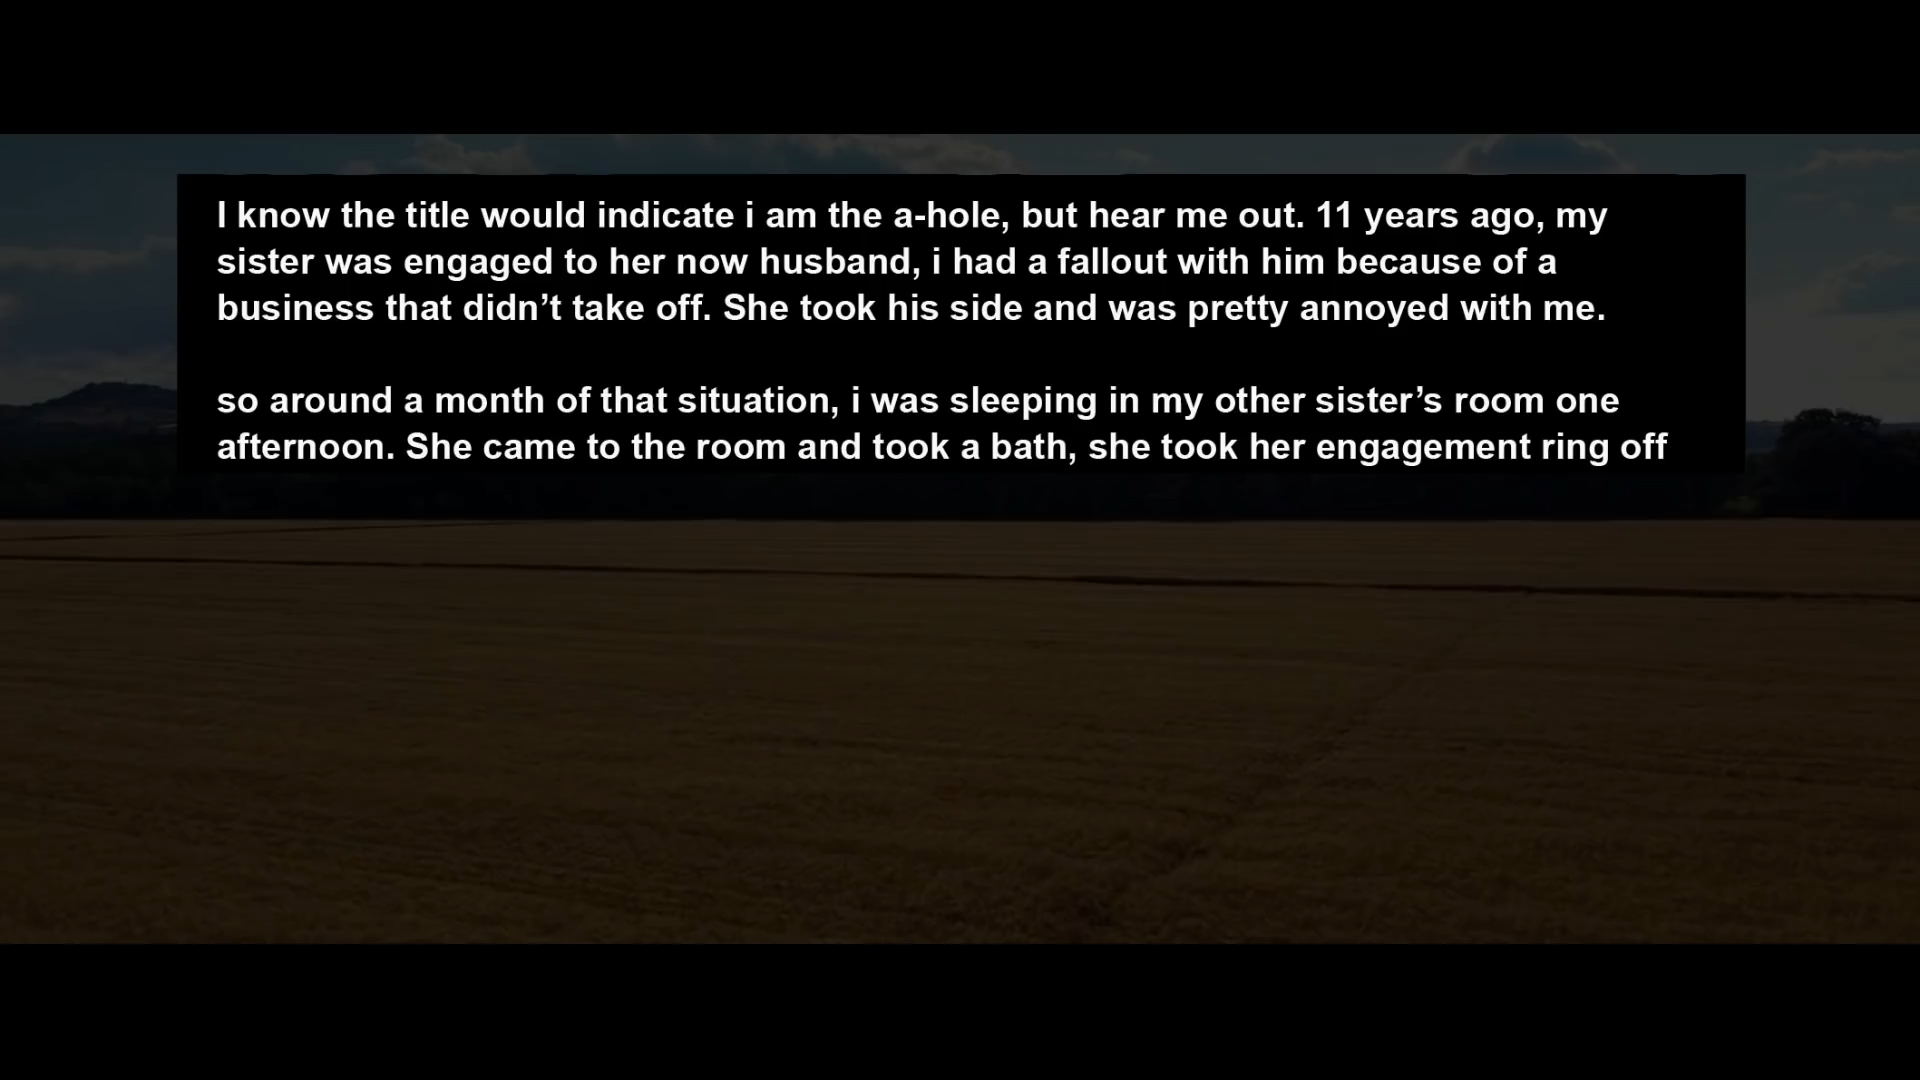 I know the title would indicate i am the a-hole, but hear me out. 11 years ago, my
sister was engaged to her now husband, i had a fallout with him because of a
business that didn’t take off. She took his side and was pretty annoyed with me.
so around a month of that situation, i was sleeping in my other sister’s room one
afternoon. She came to the room and took a bath, she took her engagement ring off